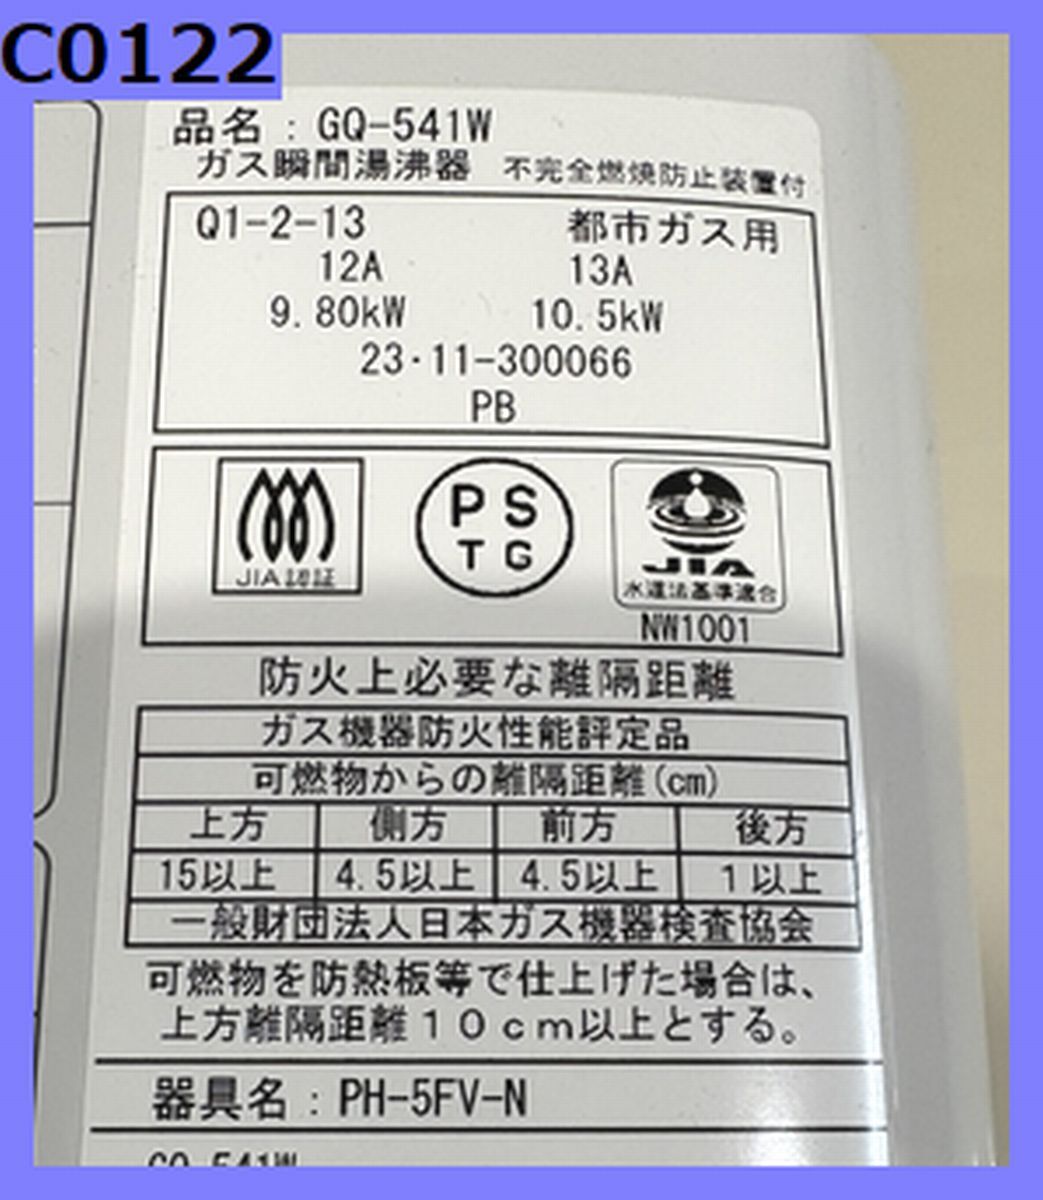 C0122
品名：GQ-541W
ガス瞬間湯沸器 不完全燃焼防止装置付
Q1-2-13 都市ガス用
12A 13A
9.80kW 10.5kW
23・11-300066
PB
JIA認証
PS
TG
JIA
水道法基準適合
NW1001
防火上必要な離隔距離
ガス機器防火性能評定品
可燃物からの離隔距離(cm)
上方 側方 前方 後方
15以上 4.5以上 4.5以上 1以上
一般財団法人日本ガス機器検査協会
可燃物を防熱板等で仕上げた場合は、
上方離隔距離１０ｃｍ以上とする。
器具名：PH-5FV-N
GQ-541W